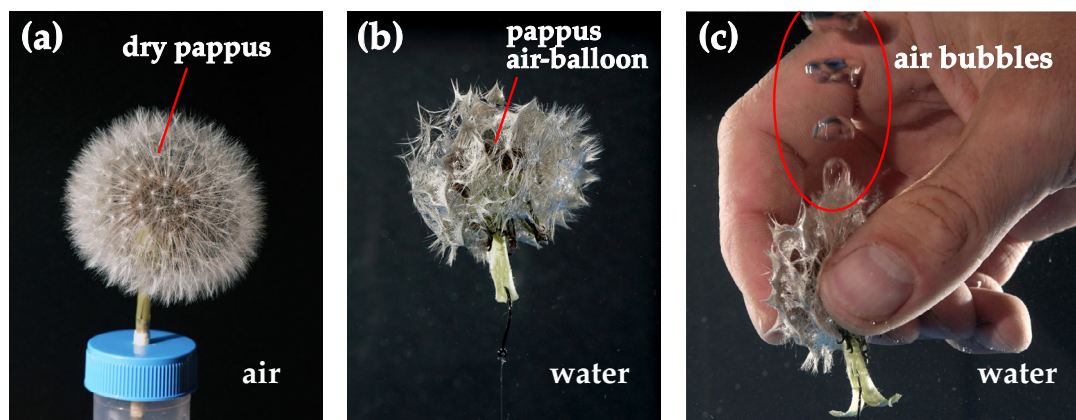 (a)
dry pappus
air
(b)
pappus
air-balloon
water
(c)
air bubbles
water